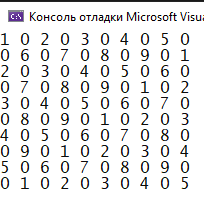 Консоль отладки Microsoft Visua
1 0 2 0 3 0 4 0 5 0
0 6 0 7 0 8 0 9 0 1
2 0 3 0 4 0 5 0 6 0
0 7 0 8 0 9 0 1 0 2
3 0 4 0 5 0 6 0 7 0
0 8 0 9 0 1 0 2 0 3
4 0 5 0 6 0 7 0 8 0
0 9 0 1 0 2 0 3 0 4
5 0 6 0 7 0 8 0 9 0
0 1 0 2 0 3 0 4 0 5